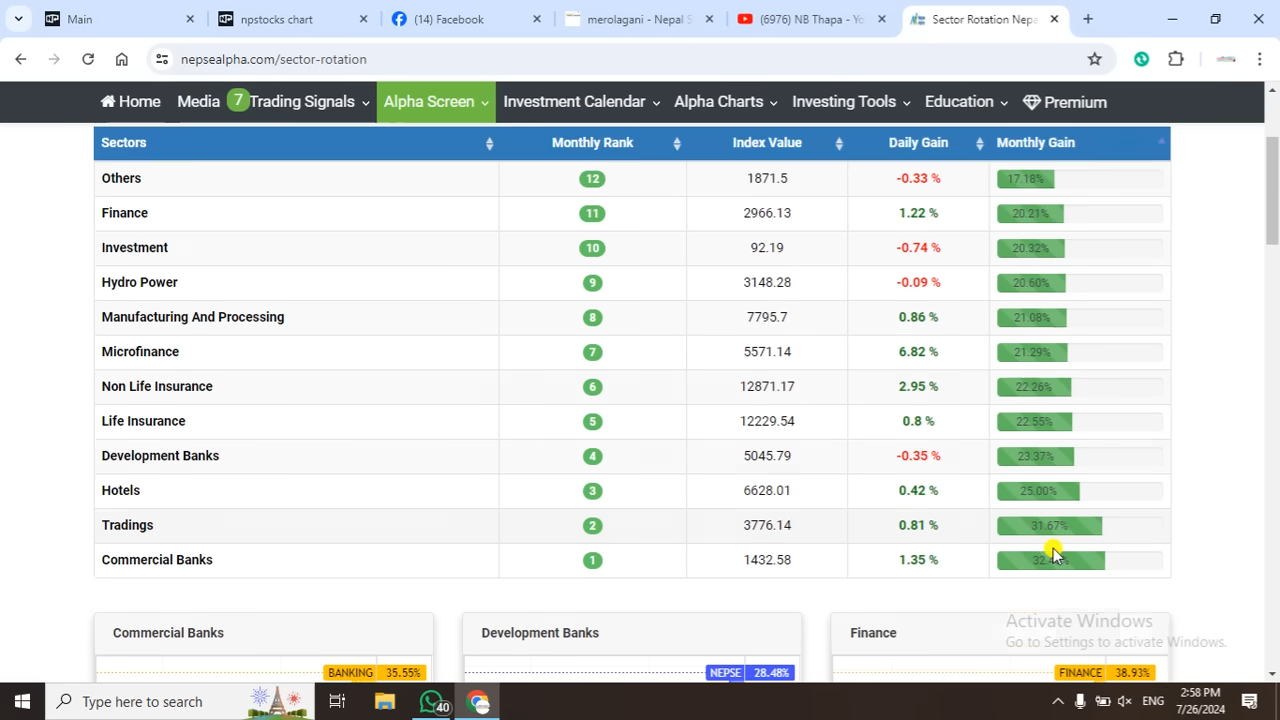 Main
npstocks chart
(14) Facebook
merolagani - Nepal S
(6976) NB Thapa - Yo
Sector Rotation Nepa
nepsealpha.com/sector-rotation
Home Media 7 Trading Signals Alpha Screen Investment Calendar Alpha Charts Investing Tools Education Premium
Sectors Monthly Rank Index Value Daily Gain Monthly Gain
Others 12 1871.5 -0.33 % 17.18%
Finance 11 2966.13 1.22 % 20.21%
Investment 10 92.19 -0.74 % 20.32%
Hydro Power 9 3148.28 -0.09 % 20.60%
Manufacturing And Processing 8 7795.7 0.86 % 21.08%
Microfinance 7 5571.14 6.82 % 21.29%
Non Life Insurance 6 12871.17 2.95 % 22.26%
Life Insurance 5 12229.54 0.8 % 22.55%
Development Banks 4 5045.79 -0.35 % 23.37%
Hotels 3 6628.01 0.42 % 25.00%
Tradings 2 3776.14 0.81 % 31.67%
Commercial Banks 1 1432.58 1.35 %
Commercial Banks Development Banks Finance
BANKING 35.55% NEPSE 28.48% FINANCE 38.93%
Activate Windows
Go to Settings to activate Windows.
Type here to search
40
ENG
2:58 PM
7/26/2024